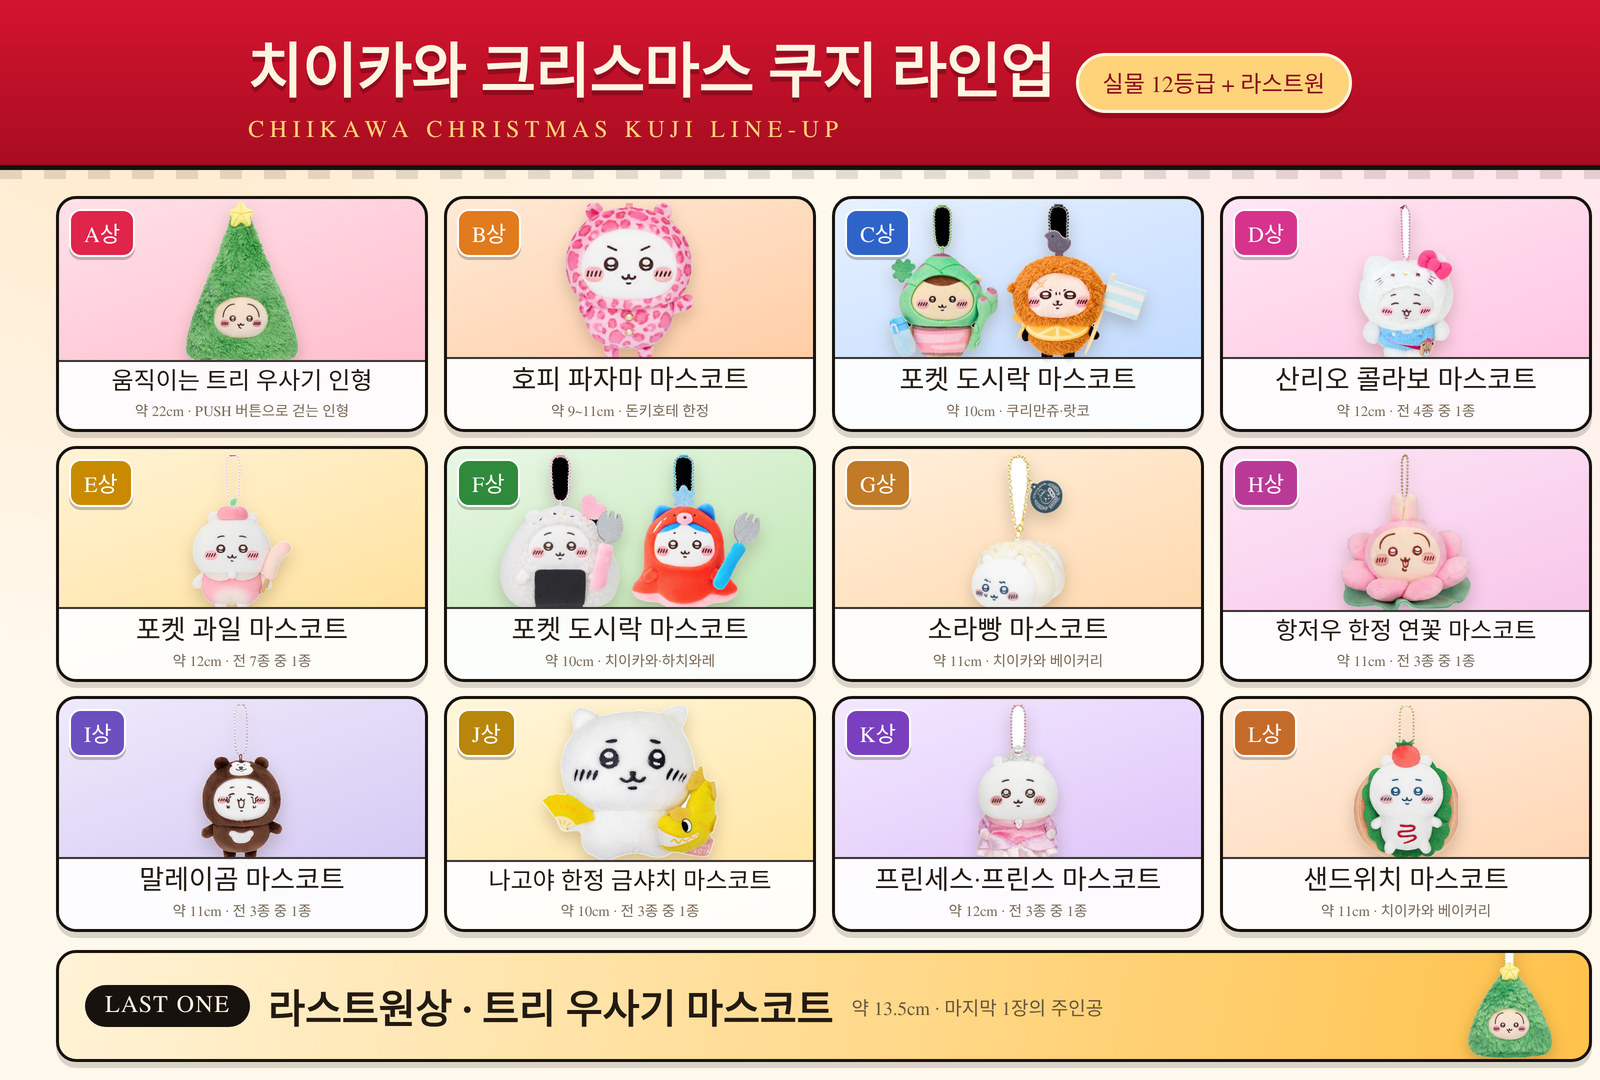 치이카와 크리스마스 쿠지 라인업
실물 12등급 + 라스트원
CHIIKAWA CHRISTMAS KUJI LINE-UP
A상
움직이는 트리 우사기 인형
약 22cm · PUSH 버튼으로 걷는 인형
B상
호피 파자마 마스코트
약 9~11cm · 돈키호테 한정
C상
포켓 도시락 마스코트
약 10cm · 쿠리만쥬·랏코
D상
산리오 콜라보 마스코트
약 12cm · 전 4종 중 1종
E상
포켓 과일 마스코트
약 12cm · 전 7종 중 1종
F상
포켓 도시락 마스코트
약 10cm · 치이카와·하치와레
G상
소라빵 마스코트
약 11cm · 치이카와 베이커리
H상
항저우 한정 연꽃 마스코트
약 11cm · 전 3종 중 1종
I상
말레이곰 마스코트
약 11cm · 전 3종 중 1종
J상
나고야 한정 금샤치 마스코트
약 10cm · 전 3종 중 1종
K상
프린세스·프린스 마스코트
약 12cm · 전 3종 중 1종
L상
샌드위치 마스코트
약 11cm · 치이카와 베이커리
LAST ONE
라스트원상 · 트리 우사기 마스코트
약 13.5cm · 마지막 1장의 주인공